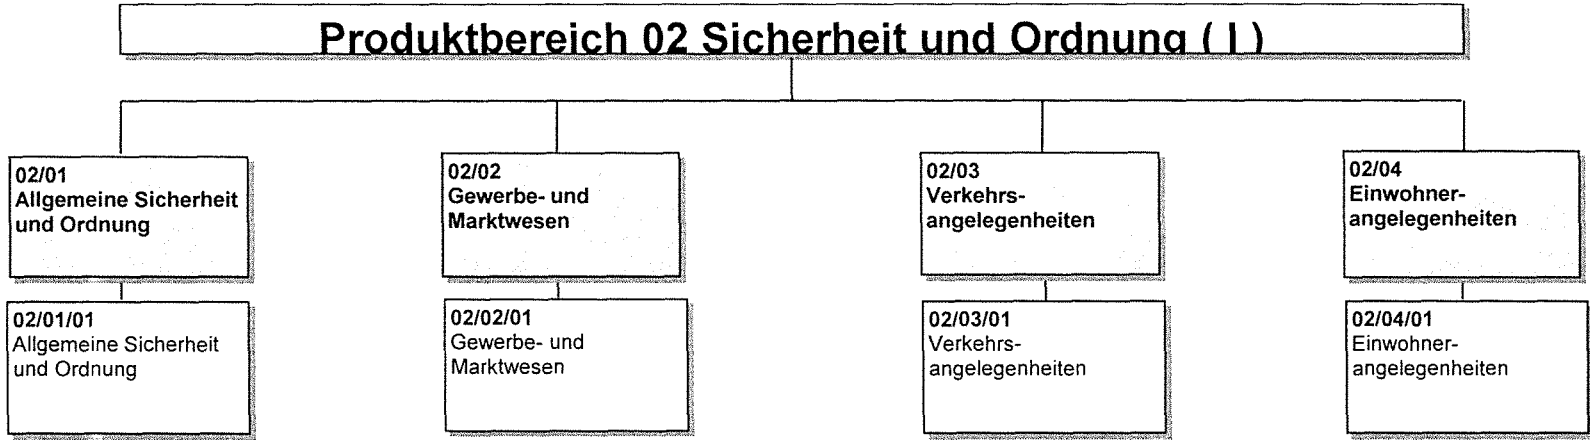 Produktbereich 02 Sicherheit und Ordnung ( I )
02/01
Allgemeine Sicherheit
und Ordnung
02/02
Gewerbe- und
Marktwesen
02/03
Verkehrs-
angelegenheiten
02/04
Einwohner-
angelegenheiten
02/01/01
Allgemeine Sicherheit
und Ordnung
02/02/01
Gewerbe- und
Marktwesen
02/03/01
Verkehrs-
angelegenheiten
02/04/01
Einwohner-
angelegenheiten